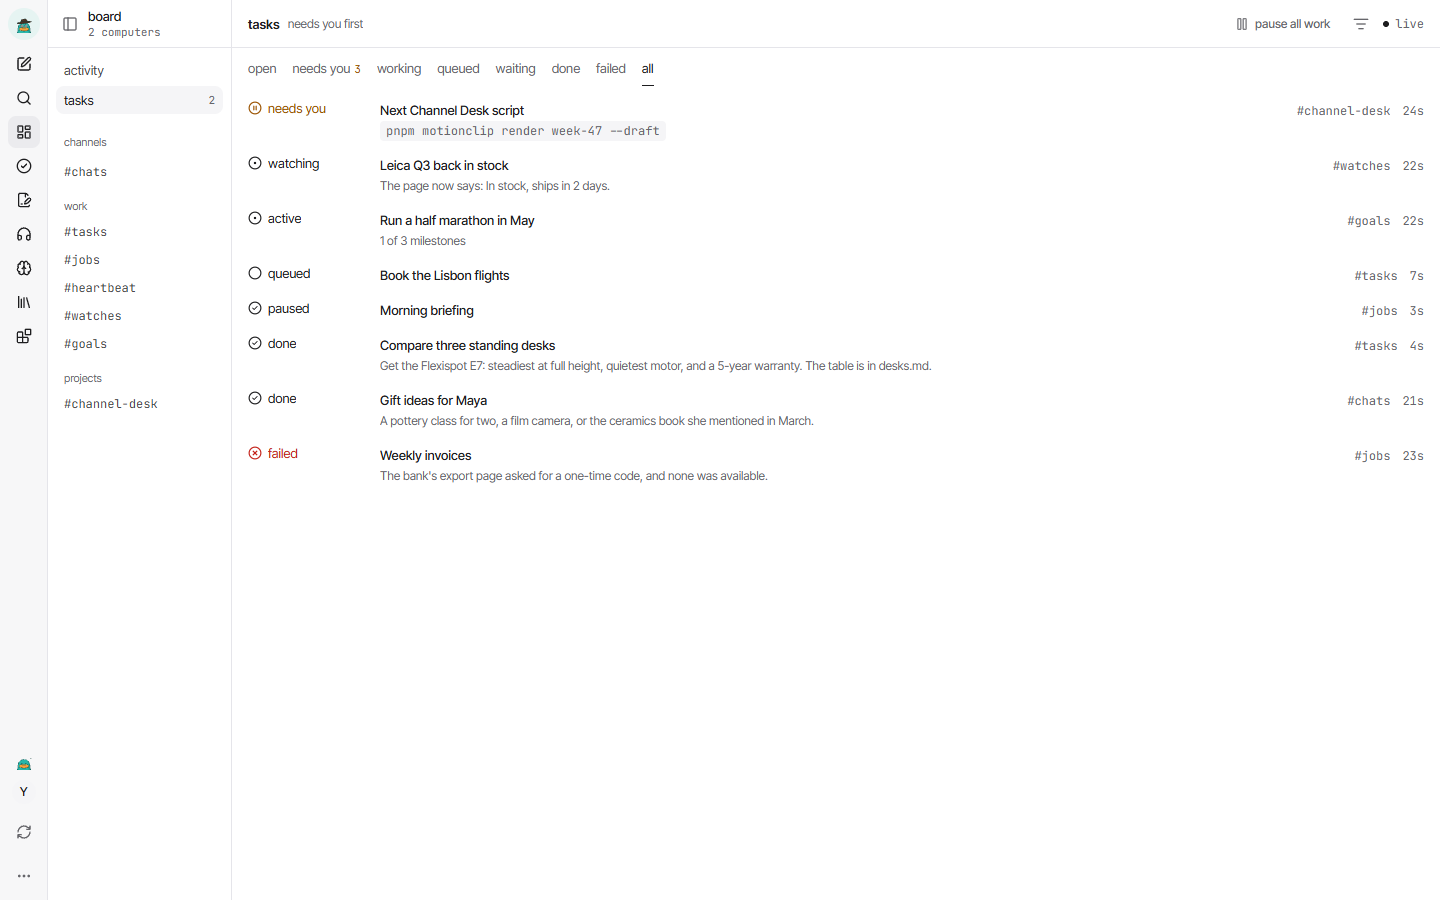 board
2 computers
activity
tasks 2
channels
#chats
work
#tasks
#jobs
#heartbeat
#watches
#goals
projects
#channel-desk
Y
tasks needs you first
pause all work
live
open needs you 3 working queued waiting done failed all
needs you Next Channel Desk script #channel-desk 24s
pnpm motionclip render week-47 --draft
watching Leica Q3 back in stock #watches 22s
The page now says: In stock, ships in 2 days.
active Run a half marathon in May #goals 22s
1 of 3 milestones
queued Book the Lisbon flights #tasks 7s
paused Morning briefing #jobs 3s
done Compare three standing desks #tasks 4s
Get the Flexispot E7: steadiest at full height, quietest motor, and a 5-year warranty. The table is in desks.md.
done Gift ideas for Maya #chats 21s
A pottery class for two, a film camera, or the ceramics book she mentioned in March.
failed Weekly invoices #jobs 23s
The bank's export page asked for a one-time code, and none was available.